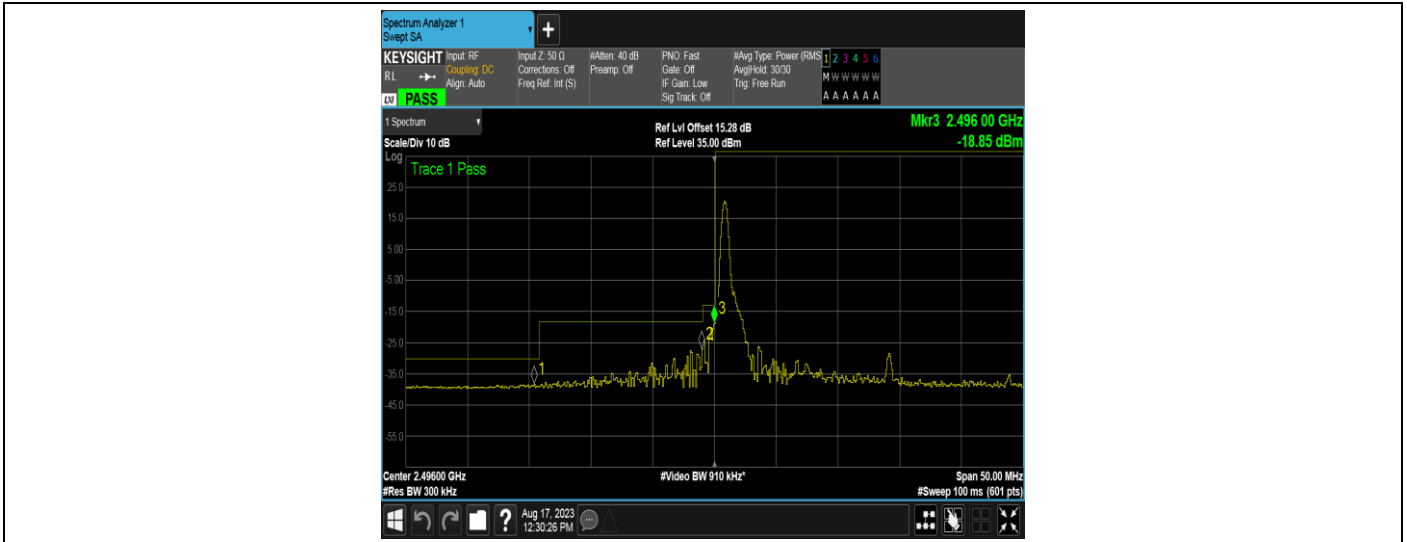 Spectrum Analyzer 1
Swept SA
+
KEYSIGHT Input: RF Input Z: 50 Ω #Atten: 40 dB PNO: Fast #Avg Type: Power (RMS 1 2 3 4 5 6
RL Coupling: DC Corrections: Off Preamp: Off Gate: Off Avg|Hold: 30/30 M W W W W W
Align: Auto Freq Ref: Int (S) IF Gain: Low Trig: Free Run
LXI PASS Sig Track: Off A A A A A A
1 Spectrum Ref Lvl Offset 15.28 dB Mkr3 2.496 00 GHz
Scale/Div 10 dB Ref Level 35.00 dBm -18.85 dBm
Log
Trace 1 Pass
25.0
15.0
5.00
-5.00
-15.0
3
2
-25.0
1
-35.0
-45.0
-55.0
Center 2.49600 GHz #Video BW 910 kHz* Span 50.00 MHz
#Res BW 300 kHz #Sweep 100 ms (601 pts)
? Aug 17, 2023
12:30:26 PM